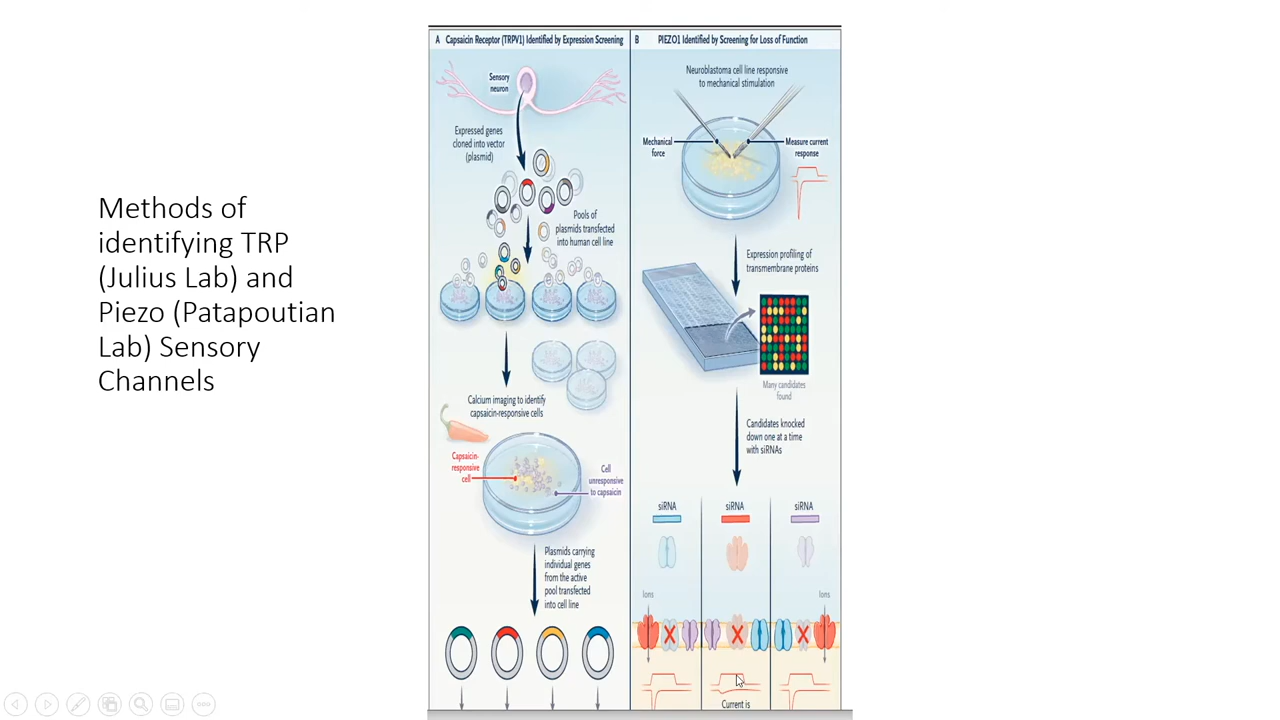 Methods of
identifying TRP
(Julius Lab) and
Piezo (Patapoutian
Lab) Sensory
Channels
A Capsaicin Receptor (TRPV1) Identified by Expression Screening
Sensory
neuron
Expressed genes
cloned into vector
(plasmid)
Pools of
plasmids transfected
into human cell line
Calcium imaging to identify
capsaicin-responsive cells
Capsaicin-
responsive
cell
Cell
unresponsive
to capsaicin
Plasmids carrying
individual genes
from the active
pool transfected
into cell line
B PIEZO1 Identified by Screening for Loss of Function
Neuroblastoma cell line responsive
to mechanical stimulation
Mechanical
force
Measure current
response
Expression profiling of
transmembrane proteins
Many candidates
found
Candidates knocked
down one at a time
with siRNAs
siRNA
siRNA
siRNA
Ions
Ions
Current is